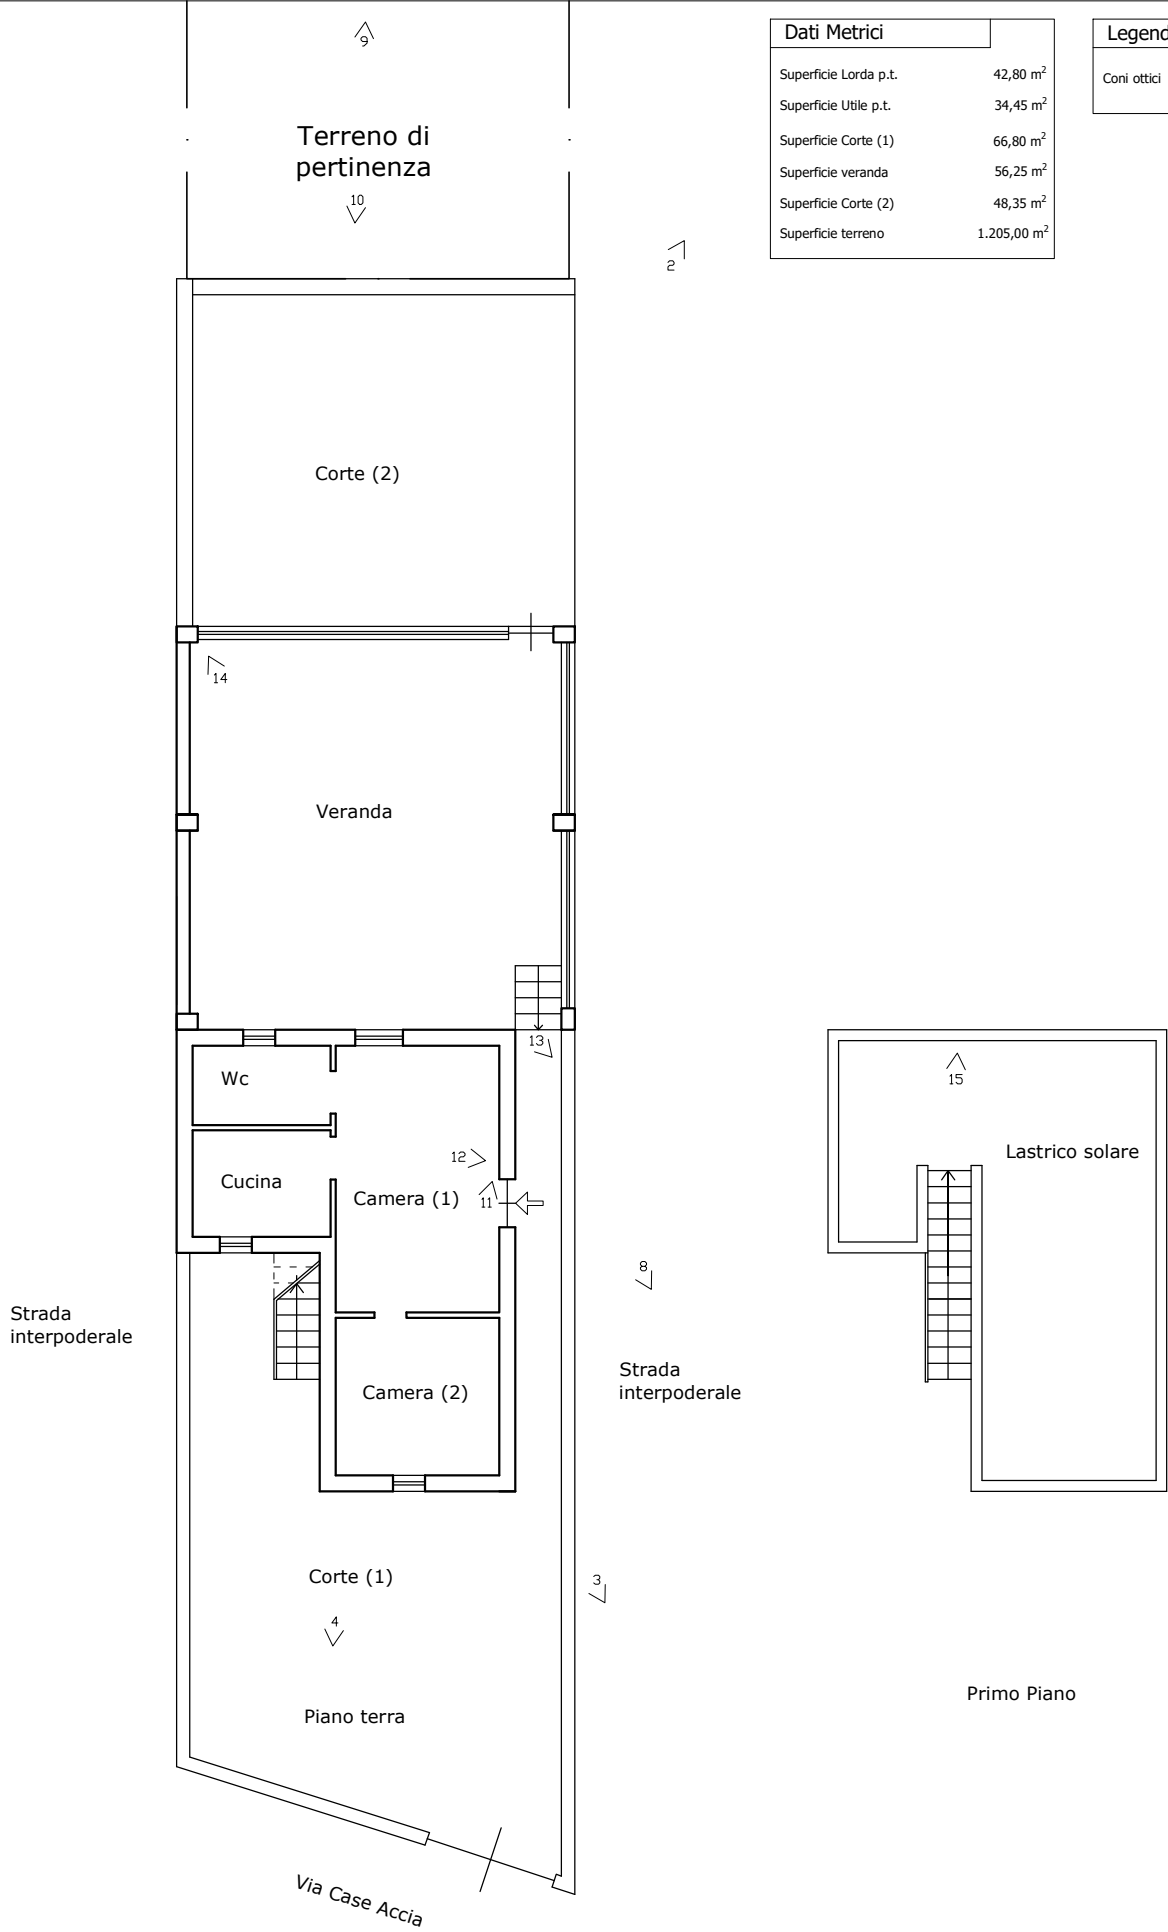 9
Terreno di
pertinenza
10
2
Dati Metrici
Superficie Lorda p.t. 42,80 m²
Superficie Utile p.t. 34,45 m²
Superficie Corte (1) 66,80 m²
Superficie veranda 56,25 m²
Superficie Corte (2) 48,35 m²
Superficie terreno 1.205,00 m²
Legend
Coni ottici
Corte (2)
14
Veranda
13
Wc
12
Cucina
Camera (1)
11
15
Lastrico solare
8
Strada
interpoderale
Strada
interpoderale
Camera (2)
Corte (1)
3
4
Piano terra
Primo Piano
Via Case Accia